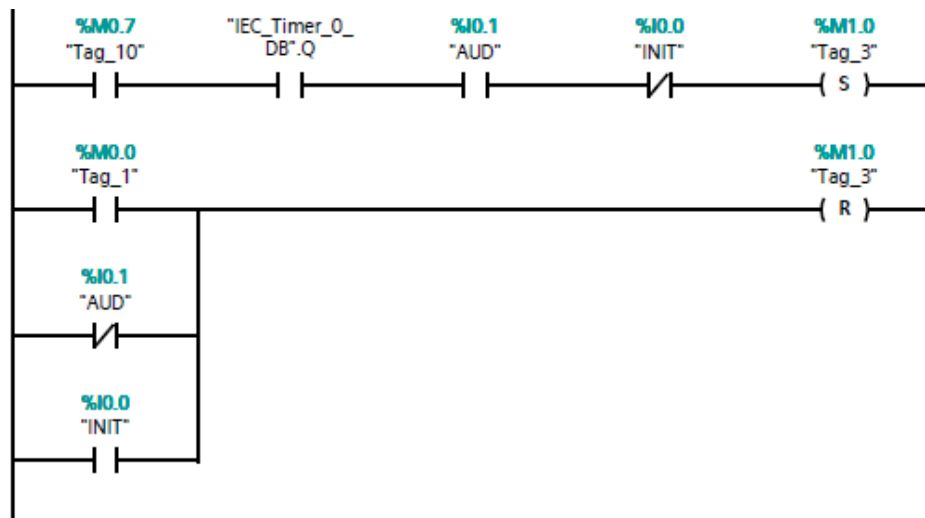 %M0.7 "IEC_Timer_0_ %I0.1 %I0.0 %M1.0
"Tag_10" DB".Q "AUD" "INIT" "Tag_3"
S
%M0.0 %M1.0
"Tag_1" "Tag_3"
R
%I0.1
"AUD"
%I0.0
"INIT"